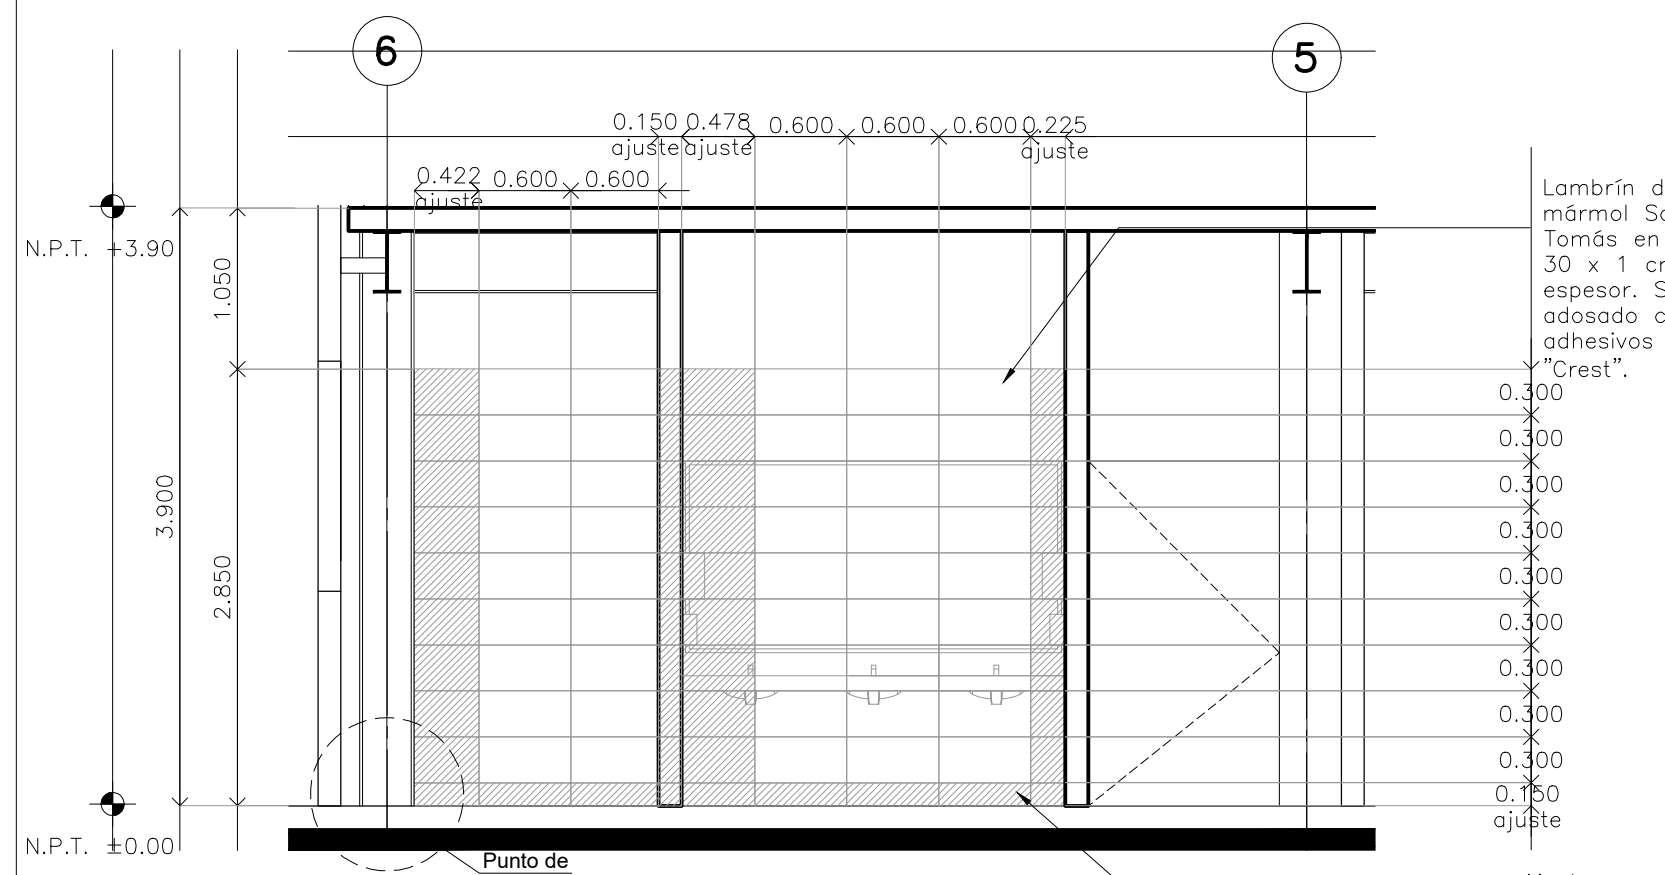 6
5
0.150 0.478 0.600 0.600 0.600 0.225
ajuste ajuste ajuste
0.422 0.600 0.600
ajuste
Lambrín d
mármol Sa
Tomás en
30 x 1 cm
espesor. S
adosado c
adhesivos
"Crest".
N.P.T. +3.90
1.050
3.900
2.850
0.300
0.300
0.300
0.300
0.300
0.300
0.300
0.300
0.300
0.150
ajuste
N.P.T. ±0.00
Punto de